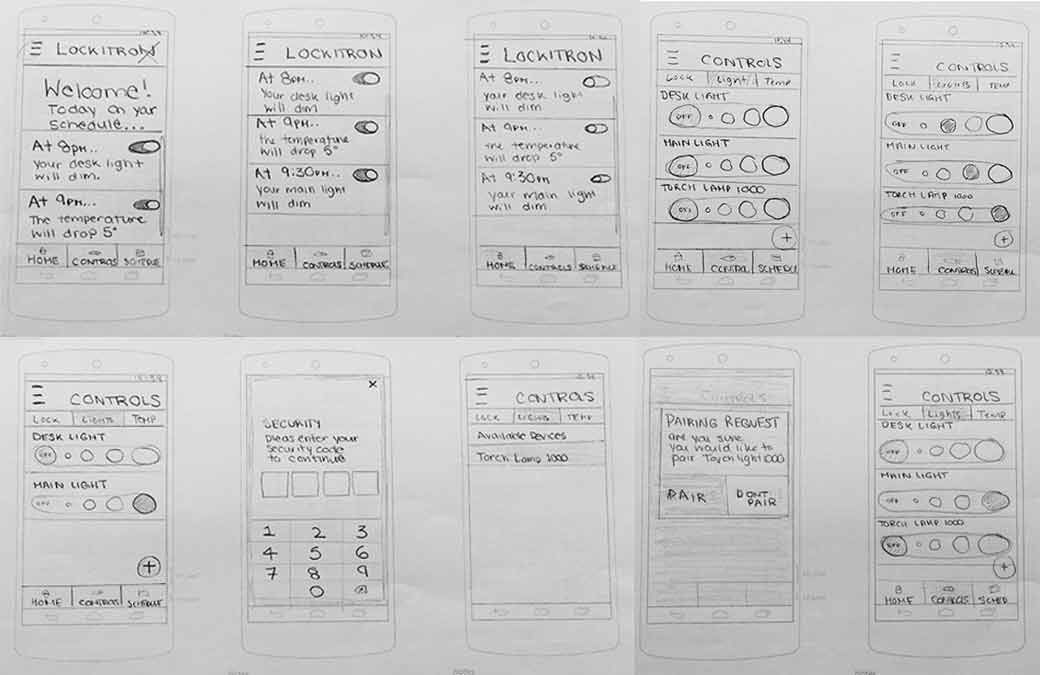 LOCKITRON
Welcome!
Today on your
schedule...
At 8PM..
your desk light
will dim.
At 9PM..
The temperature
will drop 5°
HOME CONTROLS SCHEDULE
LOCKITRON
At 8PM..
Your desk light
will dim
At 9PM..
the temperature
will drop 5°
At 9:30PM..
your main light
will dim
HOME CONTROLS SCHEDULE
LOCKITRON
At 8PM...
your desk light
will dim
At 9PM...
the temperature
will drop 5°
At 9:30PM
your main light
will dim
HOME CONTROLS SCHEDULE
CONTROLS
LOCK Lights TEMP
DESK LIGHT
OFF
MAIN LIGHT
OFF
TORCH LAMP 1000
OFF
+
HOME CONTROL SCHEDULE
CONTROLS
LOCK LIGHTS TEMP
DESK LIGHT
OFF
MAIN LIGHT
OFF
TORCH LAMP 1000
OFF
+
HOME CONTROLS SCHEDULE
CONTROLS
LOCK LIGHTS TEMP
DESK LIGHT
OFF
MAIN LIGHT
OFF
+
HOME CONTROLS SCHEDULE
X
SECURITY
pleas enter your
security code
to continue
1 2 3
4 5 6
7 8 9
0
CONTROLS
LOCK LIGHTS TEMP
Available Devices
Torch Lamp 1000
Controls
PAIRING REQUEST
are you sure
you would like to
pair Torch light 1000
PAIR DONT
PAIR
CONTROLS
LOCK Lights TEMP
DESK LIGHT
OFF
MAIN LIGHT
OFF
TORCH LAMP 1000
OFF
+
HOME CONTROLS SCHED
notes